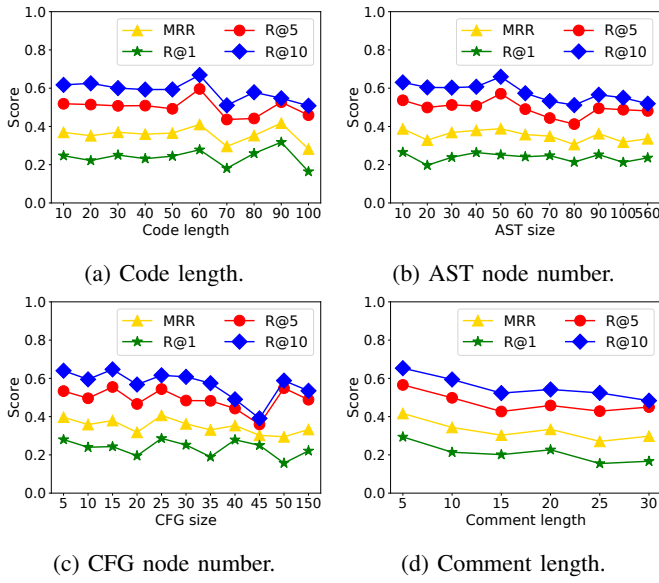 1.0
0.8
0.6
0.4
0.2
0.0
Score
MRR
R@5
R@1
R@10
10 20 30 40 50 60 70 80 90 100
Code length
(a) Code length.
1.0
0.8
0.6
0.4
0.2
0.0
Score
MRR
R@5
R@1
R@10
10 20 30 40 50 60 70 80 90 100 560
AST size
(b) AST node number.
1.0
0.8
0.6
0.4
0.2
0.0
Score
MRR
R@5
R@1
R@10
5 10 15 20 25 30 35 40 45 50 150
CFG size
(c) CFG node number.
1.0
0.8
0.6
0.4
0.2
0.0
Score
MRR
R@5
R@1
R@10
5 10 15 20 25 30
Comment length
(d) Comment length.